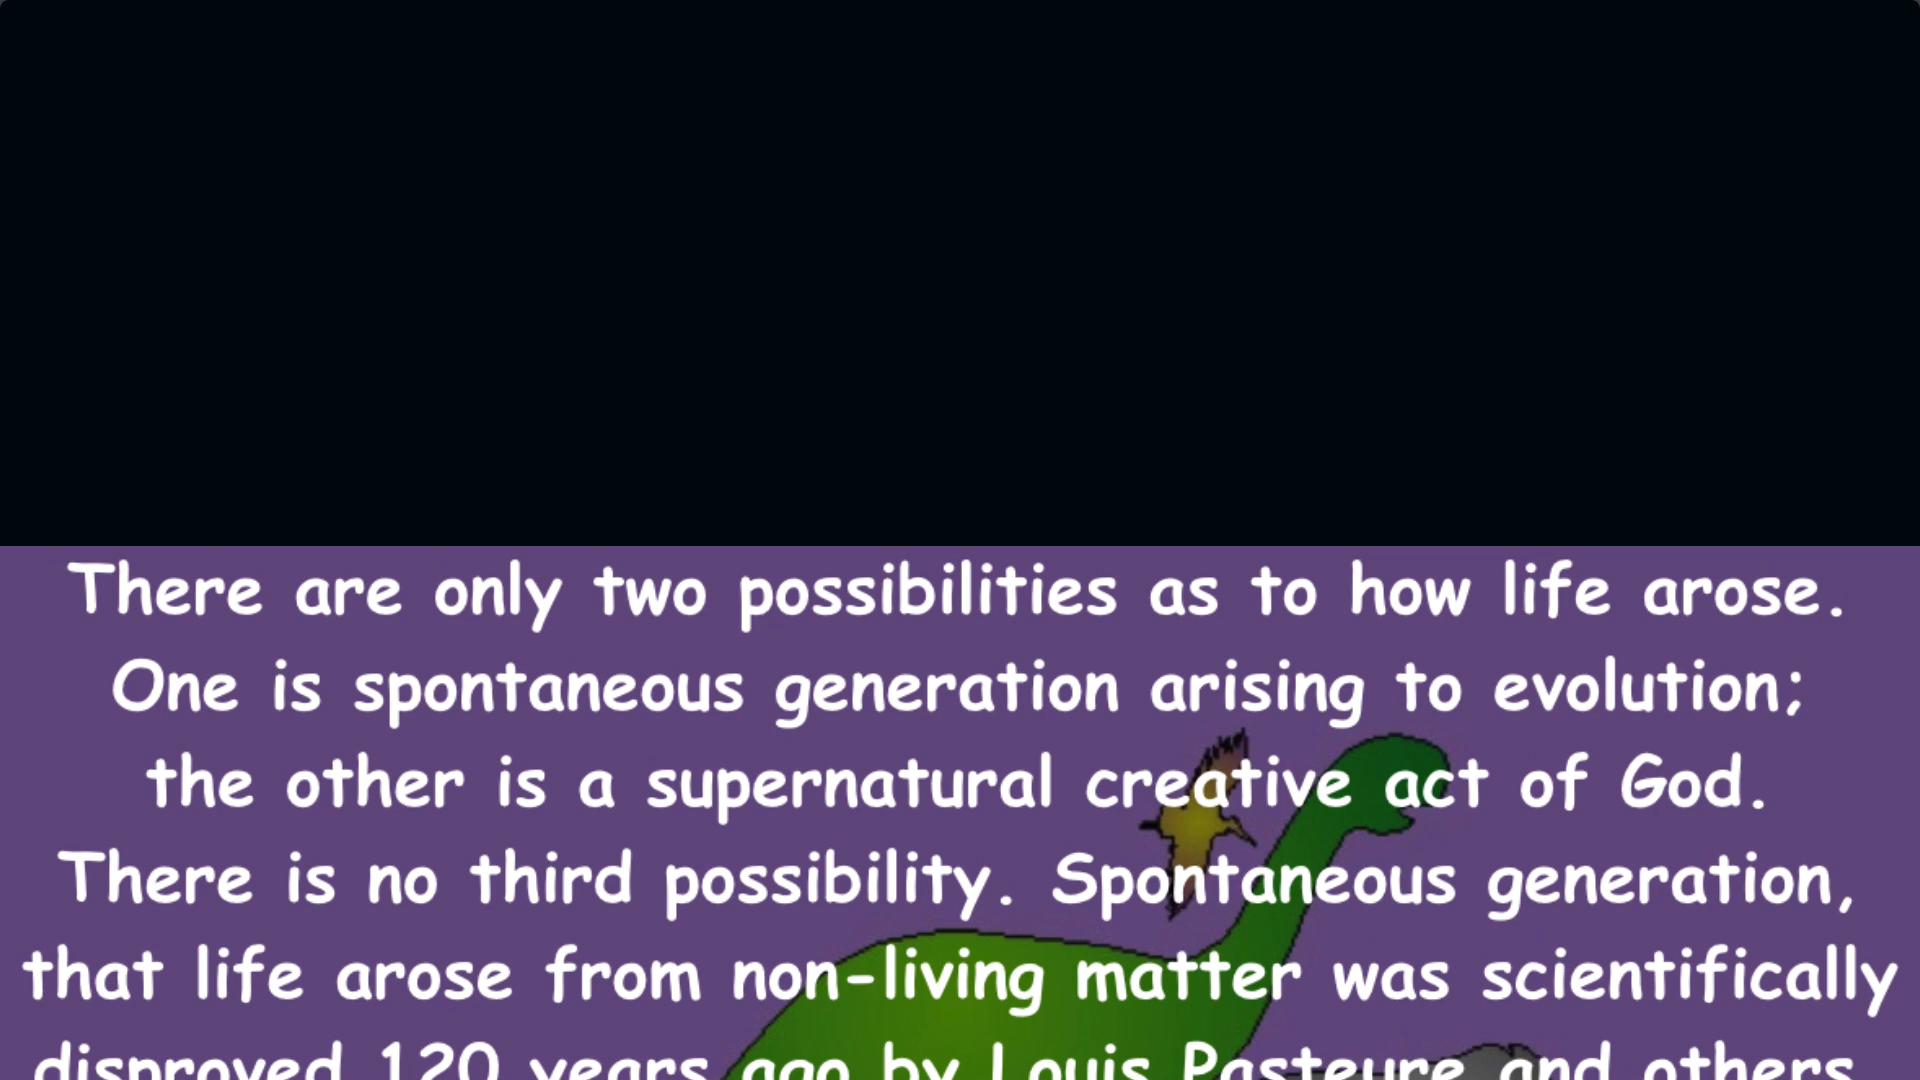 There are only two possibilities as to how life arose.
One is spontaneous generation arising to evolution;
the other is a supernatural creative act of God.
There is no third possibility. Spontaneous generation,
that life arose from non-living matter was scientifically
disproved 120 years ago by Louis Pasteure and others.